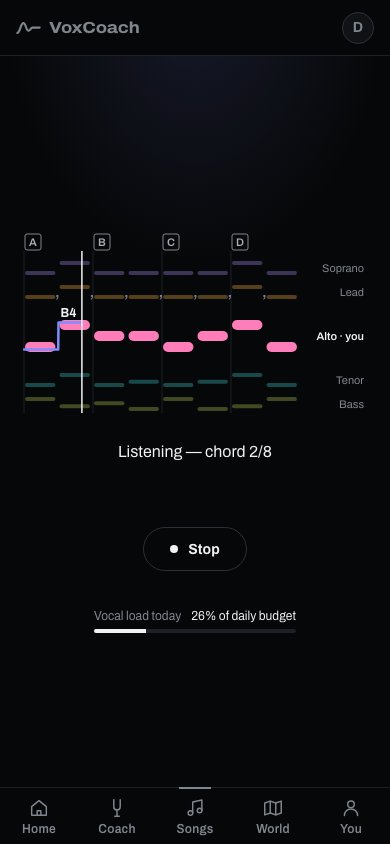 VoxCoach
D
A
B
C
D
Soprano
Lead
B4
Alto · you
Tenor
Bass
Listening — chord 2/8
Stop
Vocal load today 26% of daily budget
Home
Coach
Songs
World
You